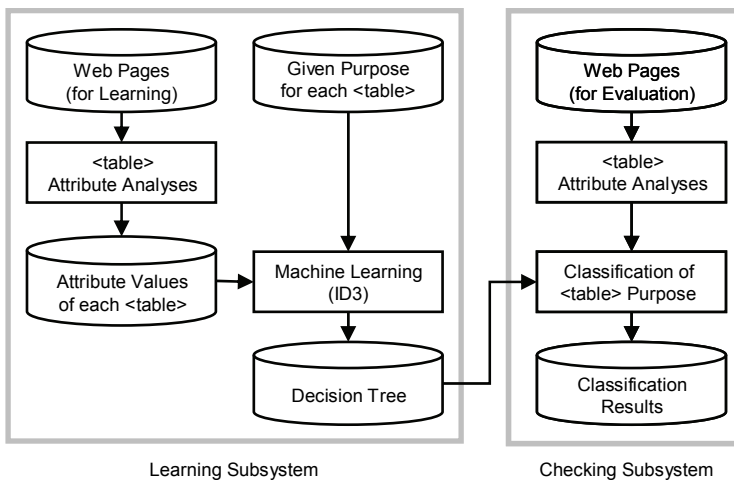 Web Pages
(for Learning)
Given Purpose
for each <table>
<table>
Attribute Analyses
Attribute Values
of each <table>
Machine Learning
(ID3)
Decision Tree
Learning Subsystem
Web Pages
(for Evaluation)
<table>
Attribute Analyses
Classification of
<table> Purpose
Classification
Results
Checking Subsystem